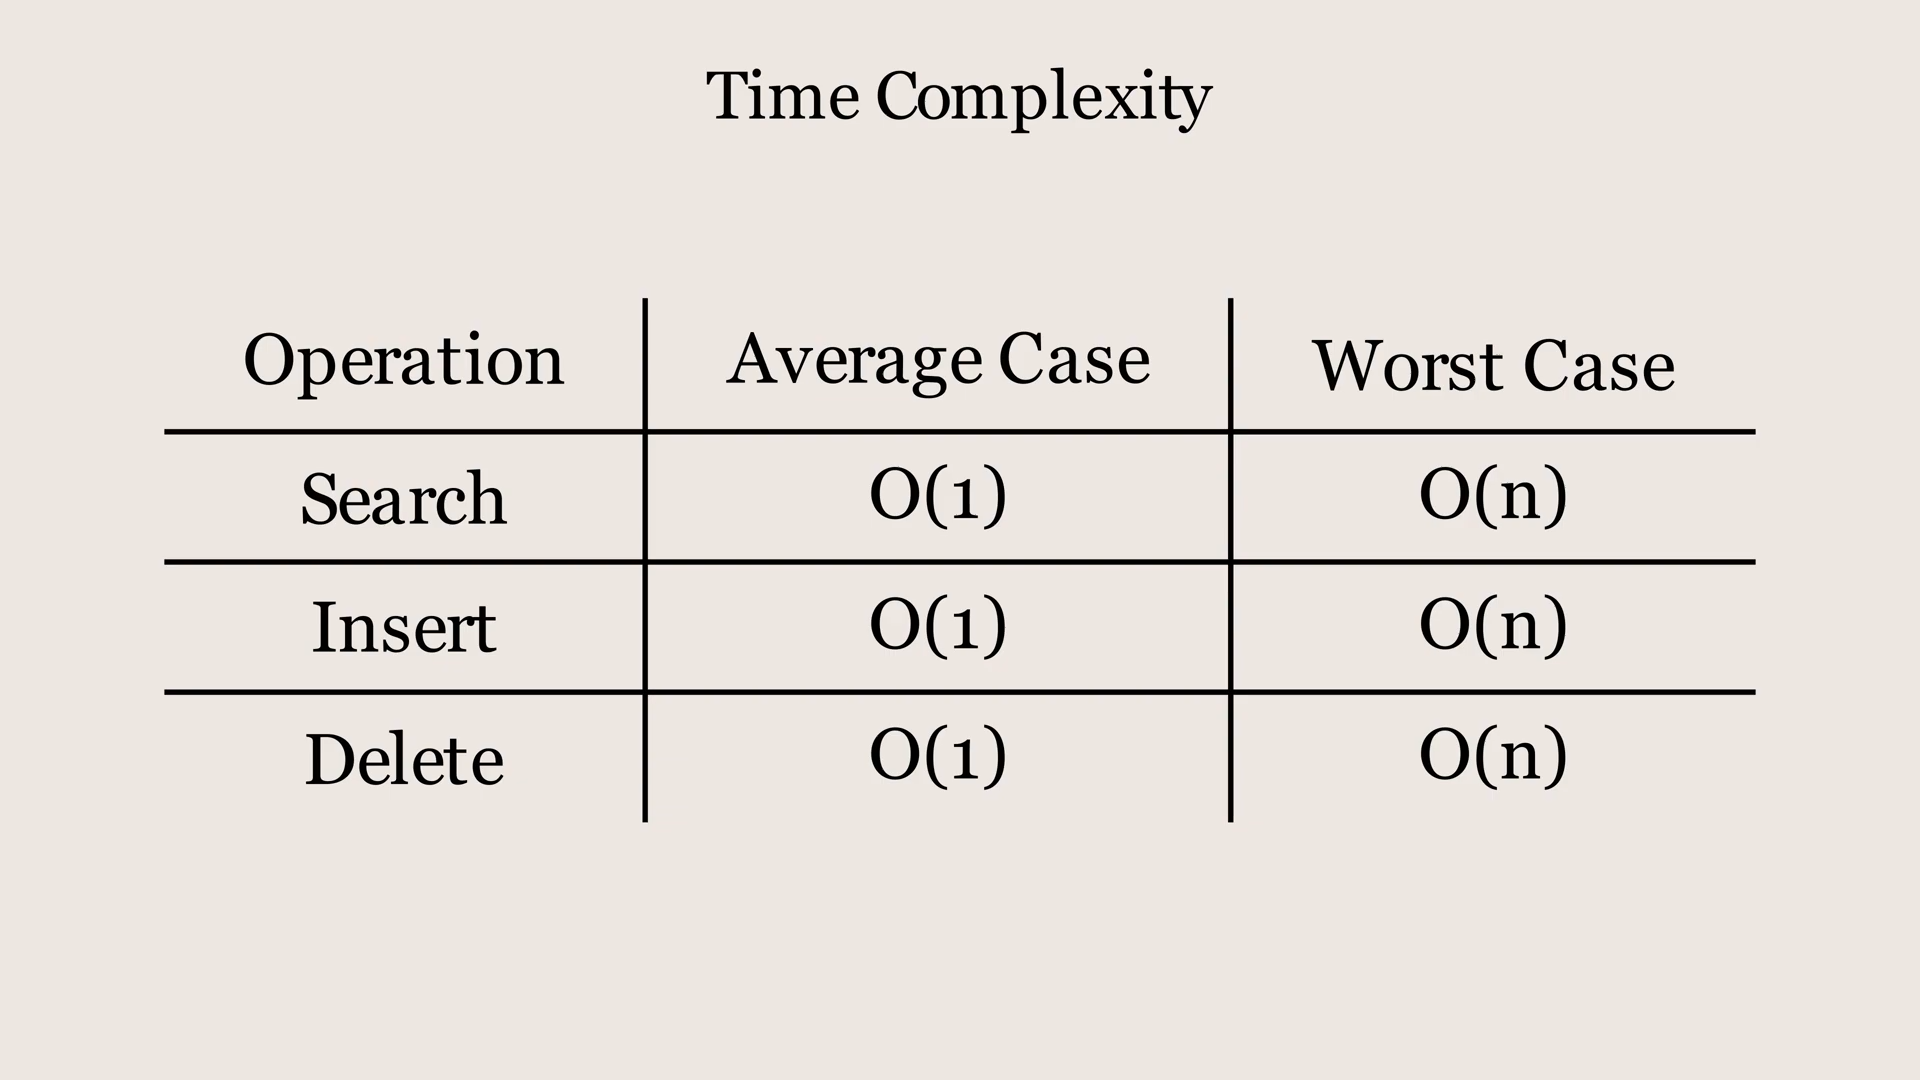 Time Complexity
Operation Average Case Worst Case
Search O(1) O(n)
Insert O(1) O(n)
Delete O(1) O(n)